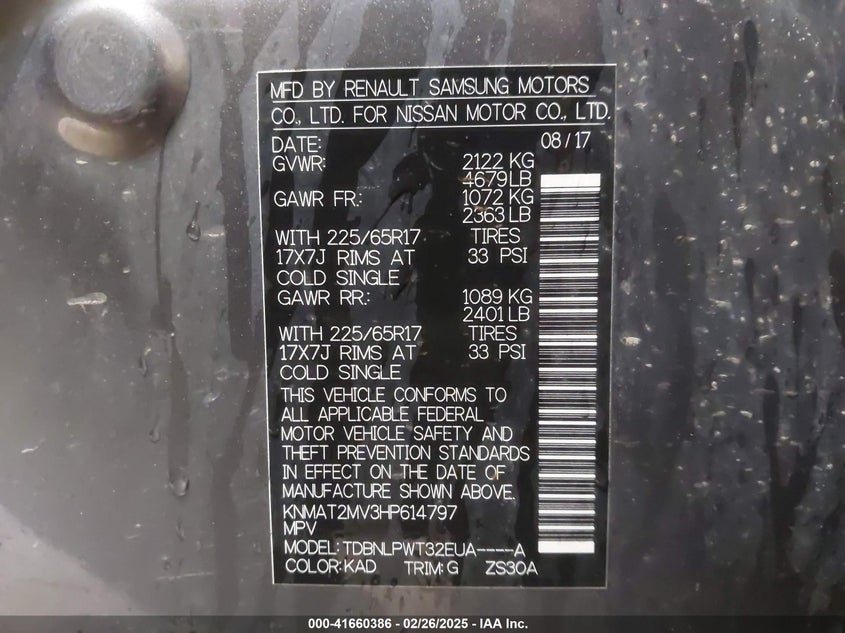 MFD BY RENAULT SAMSUNG MOTORS
CO., LTD. FOR NISSAN MOTOR CO., LTD.
DATE: 08/17
GVWR: 2122 KG
4679 LB
GAWR FR.: 1072 KG
2363 LB
WITH 225/65R17 TIRES
17X7J RIMS AT 33 PSI
COLD SINGLE
GAWR RR.: 1089 KG
2401 LB
WITH 225/65R17 TIRES
17X7J RIMS AT 33 PSI
COLD SINGLE
THIS VEHICLE CONFORMS TO
ALL APPLICABLE FEDERAL
MOTOR VEHICLE SAFETY AND
THEFT PREVENTION STANDARDS
IN EFFECT ON THE DATE OF
MANUFACTURE SHOWN ABOVE.
KNMAT2MV3HP614797
MPV
MODEL: TDBNLPWT32EUA----A
COLOR: KAD TRIM: G ZS30A
000-41660386 - 02/26/2025 - IAA Inc.